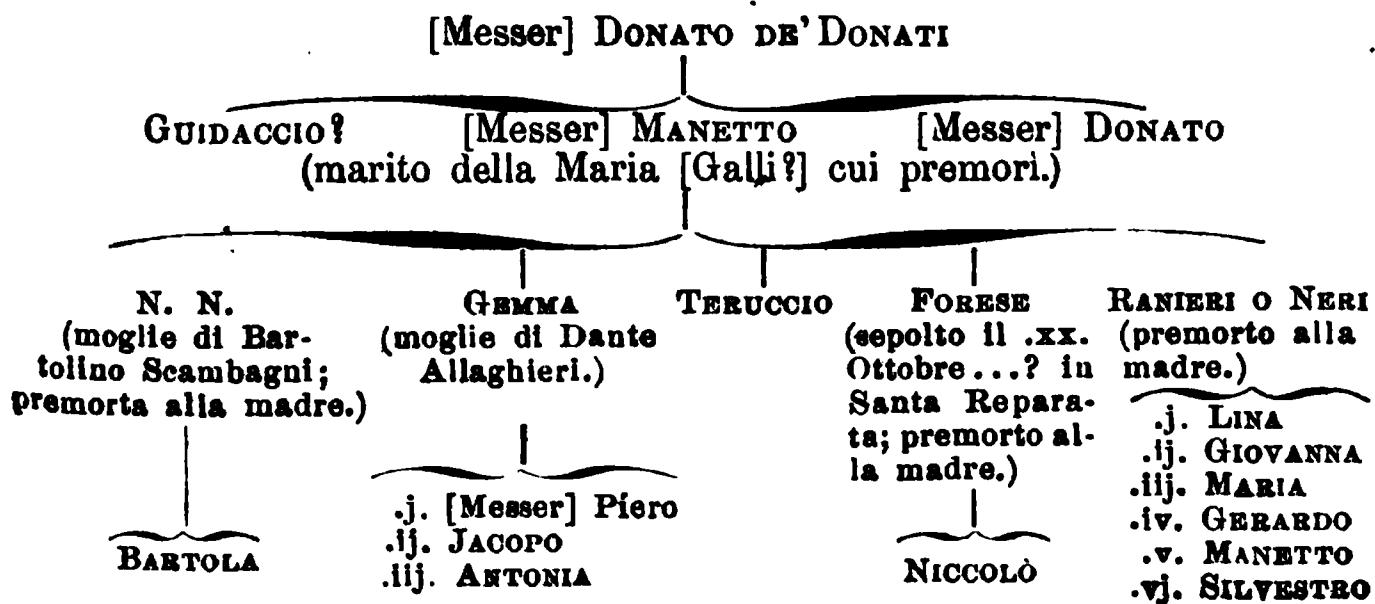 [Messer] DONATO DE' DONATI
GUIDACCIO?
[Messer] MANETTO
[Messer] DONATO
(marito della Maria [Galli?] cui premorì.)
N. N.
(moglie di Bar-
tolino Scambagni;
premorta alla madre.)
BARTOLA
GEMMA
(moglie di Dante
Allaghieri.)
.j. [Messer] Piero
.ij. JACOPO
.iij. ANTONIA
TERUCCIO
FORESE
(sepolto il .xx.
Ottobre...? in
Santa Repara-
ta; premorto al-
la madre.)
NICCOLÒ
RANIERI O NERI
(premorto alla
madre.)
.j. LINA
.ij. GIOVANNA
.iij. MARIA
.iv. GERARDO
.v. MANETTO
.vj. SILVESTRO